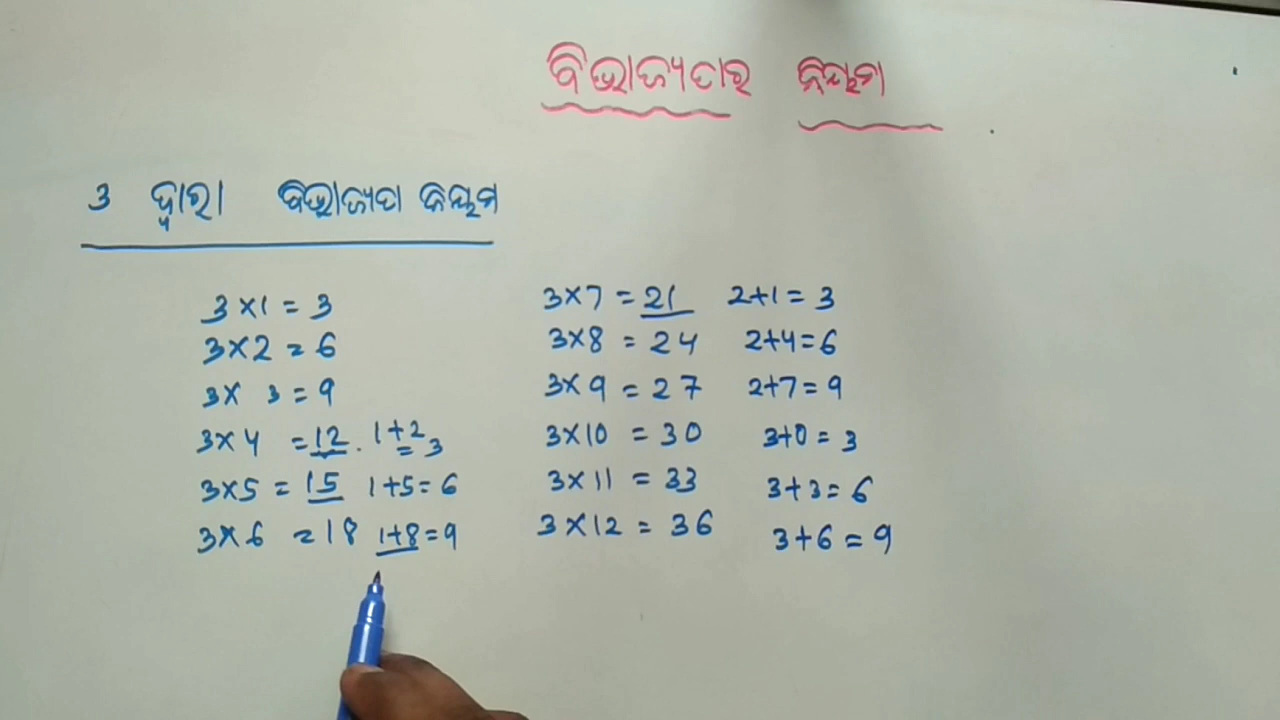 ବିଭାଜ୍ୟତାର ନିୟମ
3 ଦ୍ୱାରା ବିଭାଜ୍ୟତା ନିୟମ
3×1 = 3
3×2 = 6
3× 3 = 9
3×4 = 12 . 1+2 = 3
3×5 = 15 1+5 = 6
3×6 = 18 1+8 = 9
3×7 = 21 2+1 = 3
3×8 = 24 2+4 = 6
3×9 = 27 2+7 = 9
3×10 = 30 3+0 = 3
3×11 = 33 3+3 = 6
3×12 = 36 3+6 = 9